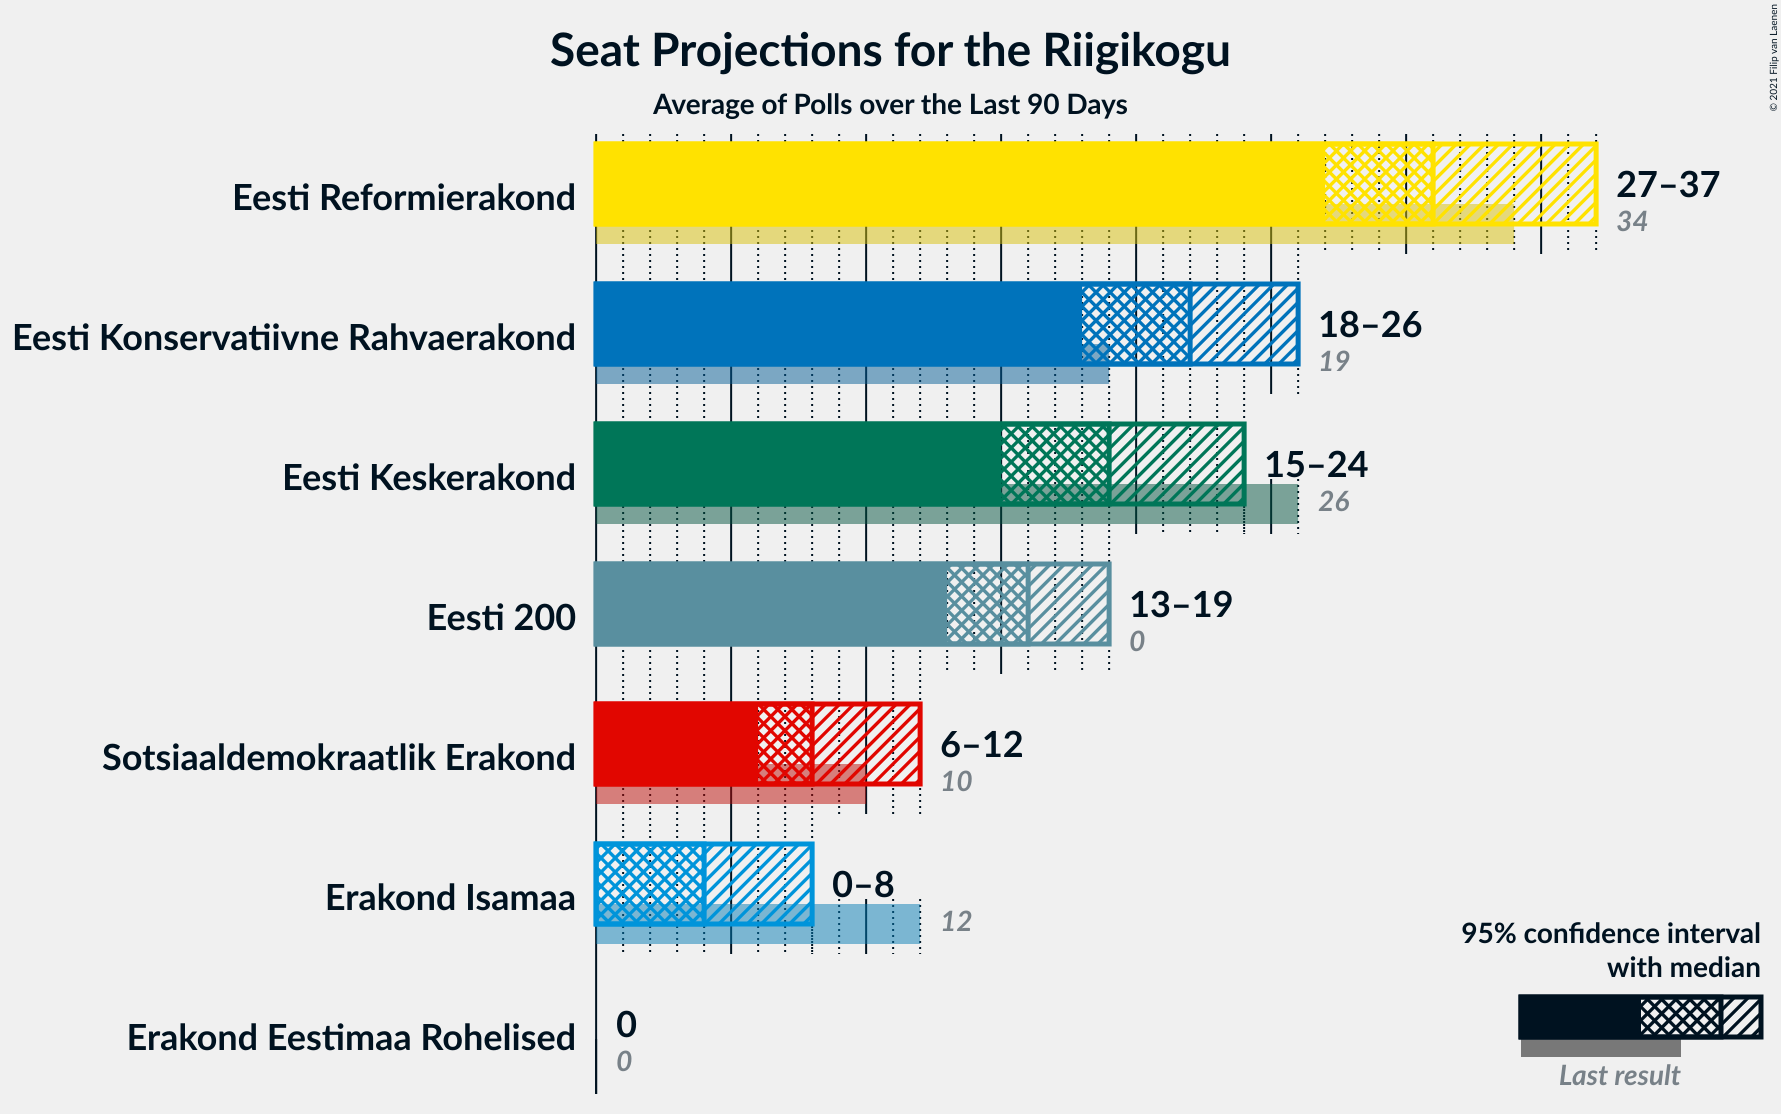 Seat Projections for the Riigikogu
Average of Polls over the Last 90 Days
© 2021 Filip van Laenen
Eesti Reformierakond
27–37
34
Eesti Konservatiivne Rahvaerakond
18–26
19
Eesti Keskerakond
15–24
26
Eesti 200
13–19
0
Sotsiaaldemokraatlik Erakond
6–12
10
Erakond Isamaa
0–8
12
Erakond Eestimaa Rohelised
0
0
95% confidence interval
with median
Last result